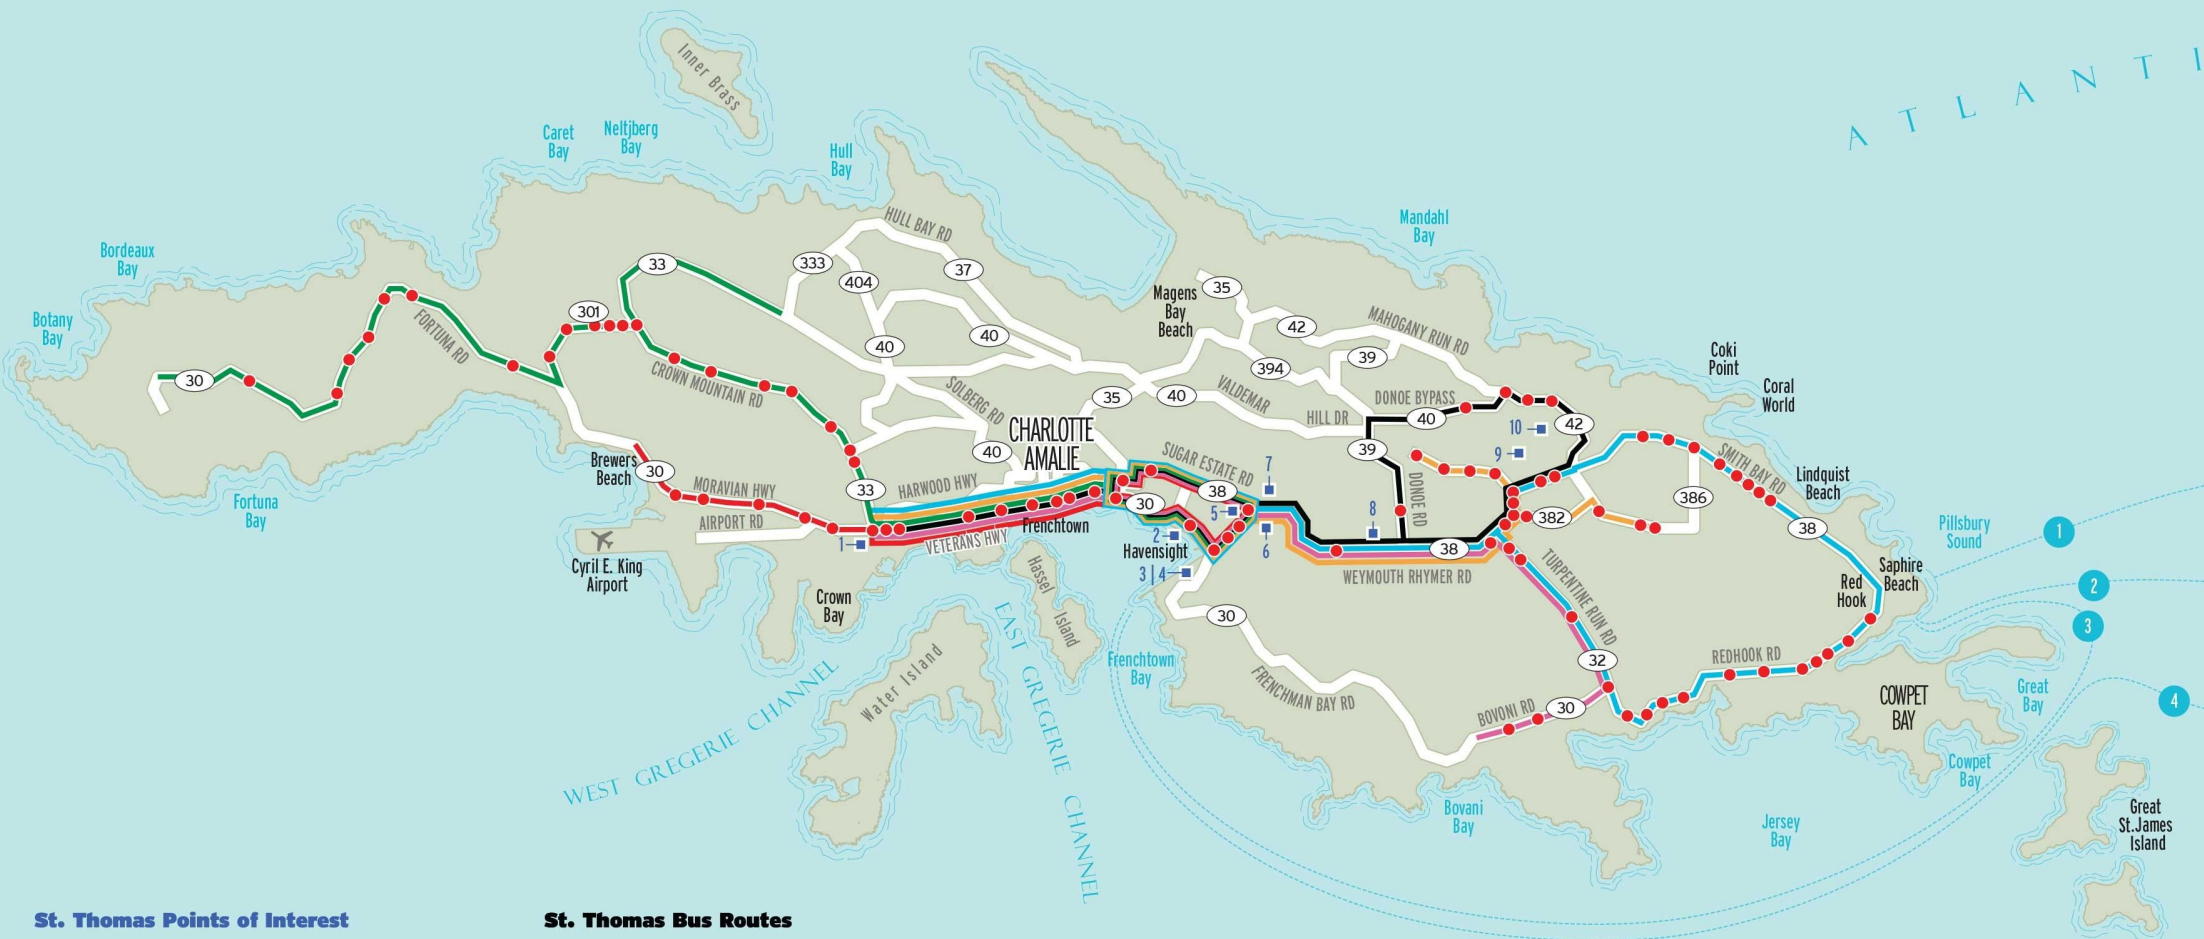 Inner Brass
ATLANTI
Caret
Bay
Neltjberg
Bay
Hull
Bay
Bordeaux
Bay
Botany
Bay
Mandahl
Bay
HULL BAY RD
333
404
37
33
301
30
FORTUNA RD
CROWN MOUNTAIN RD
40
40
Magens
Bay
Beach
35
42
MAHOGANY RUN RD
39
394
Coki
Point
Coral
World
SOLBERG RD
35
40
VALDEMAR
HILL DR
DONOE BYPASS
40
42
CHARLOTTE
AMALIE
40
39
10
9
Brewers
Beach
30
MORAVIAN HWY
AIRPORT RD
33
HARWOOD HWY
SUGAR ESTATE RD
7
38
30
5
DONOE RD
8
382
386
SMITH BAY RD
Lindquist
Beach
38
Fortuna
Bay
Cyril E. King
Airport
1
VETERANS HWY
Frenchtown
2
Havensight
3 | 4
6
38
WEYMOUTH RHYMER RD
TURPENTINE RUN RD
Pillsbury
Sound
1
Saphire
Beach
Red
Hook
2
3
Crown
Bay
Hassel
Island
30
32
REDHOOK RD
Water Island
WEST GREGERIE CHANNEL
EAST GREGERIE CHANNEL
Frenchtown
Bay
FRENCHMAN BAY RD
BOVONI RD
30
COWPET
BAY
Great
Bay
4
Cowpet
Bay
Bovani
Bay
Jersey
Bay
Great
St.James
Island
St. Thomas Points of Interest
St. Thomas Bus Routes